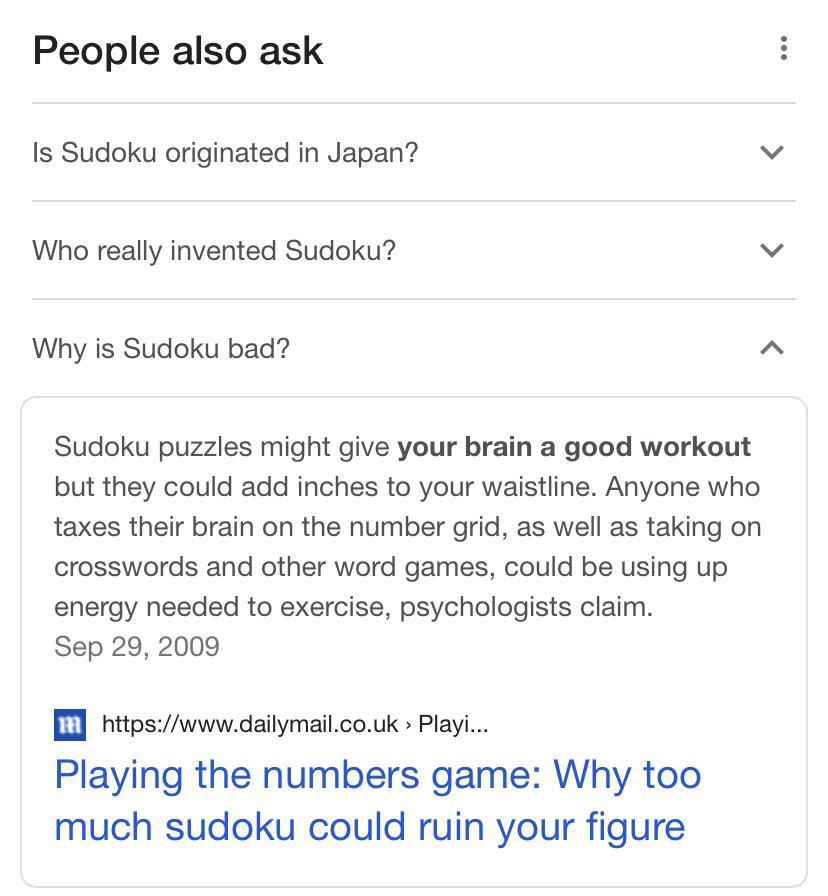 People also ask
Is Sudoku originated in Japan?
Who really invented Sudoku?
Why is Sudoku bad?
Sudoku puzzles might give your brain a good workout
but they could add inches to your waistline. Anyone who
taxes their brain on the number grid, as well as taking on
crosswords and other word games, could be using up
energy needed to exercise, psychologists claim.
Sep 29, 2009
m https://www.dailymail.co.uk › Playi...
Playing the numbers game: Why too
much sudoku could ruin your figure